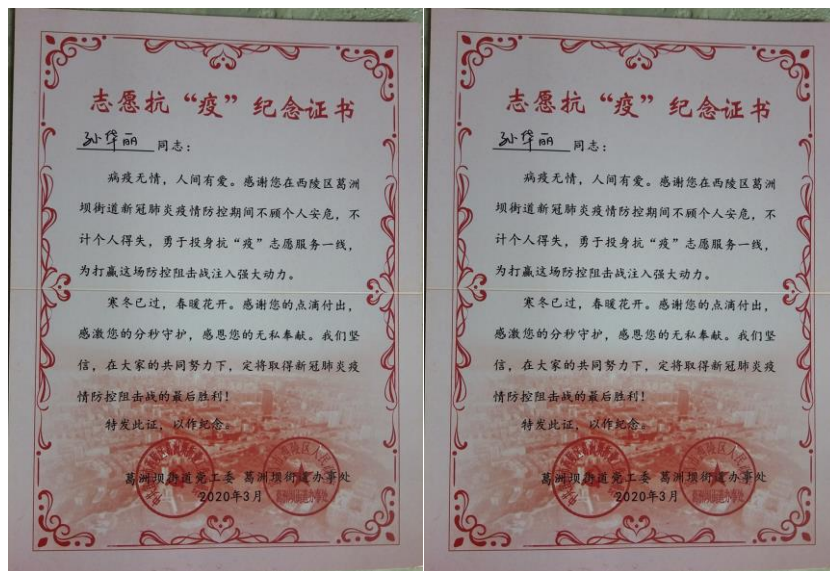 志愿抗“疫”纪念证书
孙华丽 同志：
病疫无情，人间有爱。感谢您在西陵区葛洲
坝街道新冠肺炎疫情防控期间不顾个人安危，不
计个人得失，勇于投身抗“疫”志愿服务一线，
为打赢这场防控阻击战注入强大动力。
寒冬已过，春暖花开。感谢您的点滴付出，
感激您的分秒守护，感恩您的无私奉献。我们坚
信，在大家的共同努力下，定将取得新冠肺炎疫
情防控阻击战的最后胜利！
特发此证，以作纪念。
葛洲坝街道党工委 葛洲坝街道办事处
2020年3月
志愿抗“疫”纪念证书
孙华丽 同志：
病疫无情，人间有爱。感谢您在西陵区葛洲
坝街道新冠肺炎疫情防控期间不顾个人安危，不
计个人得失，勇于投身抗“疫”志愿服务一线，
为打赢这场防控阻击战注入强大动力。
寒冬已过，春暖花开。感谢您的点滴付出，
感激您的分秒守护，感恩您的无私奉献。我们坚
信，在大家的共同努力下，定将取得新冠肺炎疫
情防控阻击战的最后胜利！
特发此证，以作纪念。
葛洲坝街道党工委 葛洲坝街道办事处
2020年3月